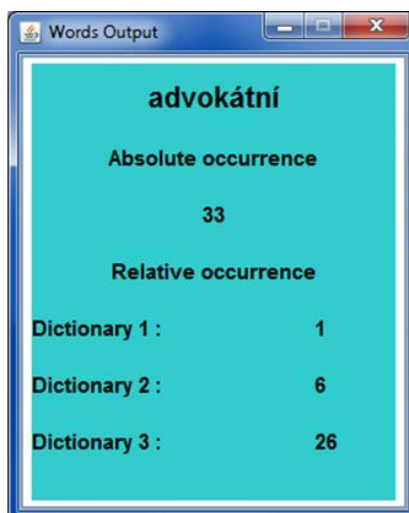 Words Output
advokátní
Absolute occurrence
33
Relative occurrence
Dictionary 1 : 1
Dictionary 2 : 6
Dictionary 3 : 26